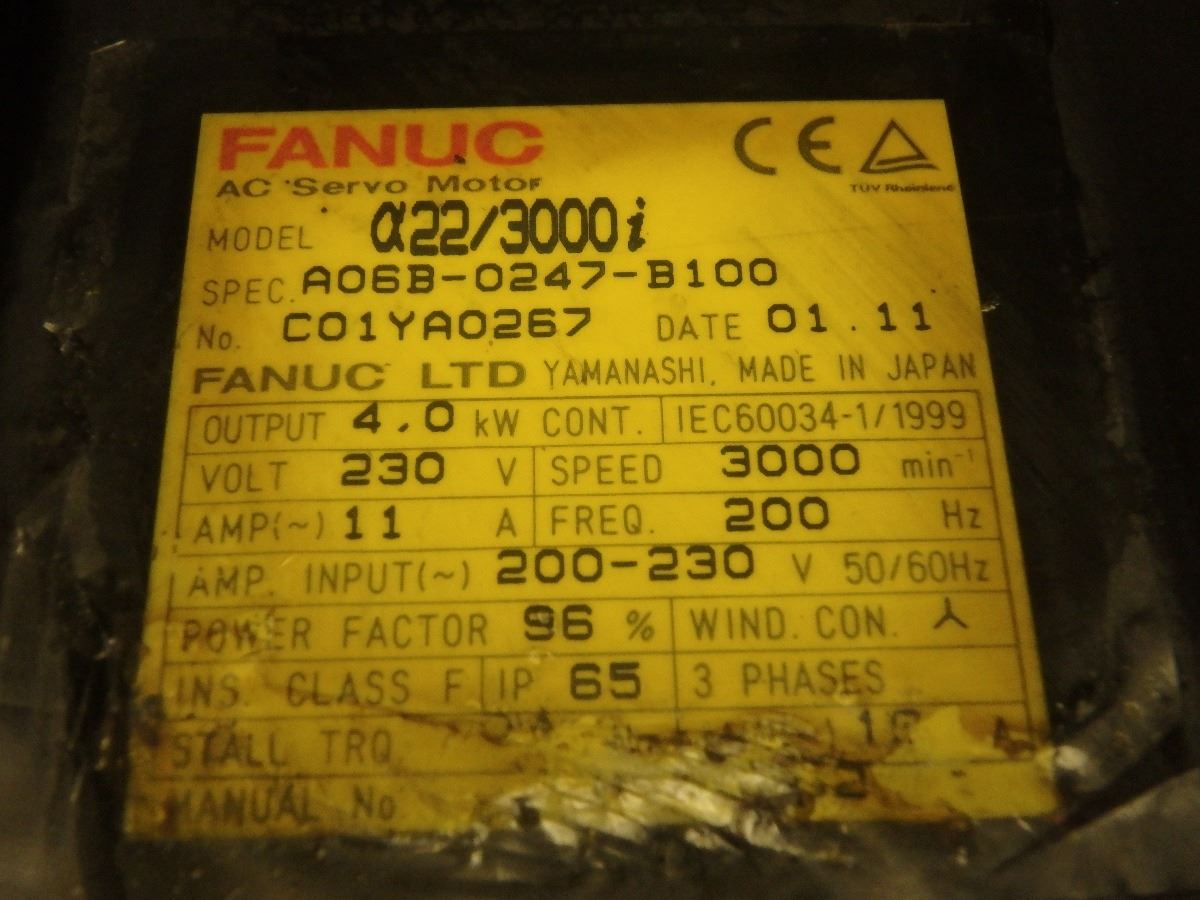 FANUC
CE
TÜV Rheinland
AC Servo Motor
MODEL α22/3000i
SPEC. A06B-0247-B100
No. C01YA0267 DATE 01.11
FANUC LTD YAMANASHI, MADE IN JAPAN
OUTPUT 4.0 kW CONT. IEC60034-1/1999
VOLT 230 V SPEED 3000 min⁻¹
AMP(~) 11 A FREQ. 200 Hz
AMP. INPUT(~) 200-230 V 50/60Hz
POWER FACTOR 96 % WIND. CON.
INS. CLASS F IP 65 3 PHASES
STALL TRQ
MANUAL No